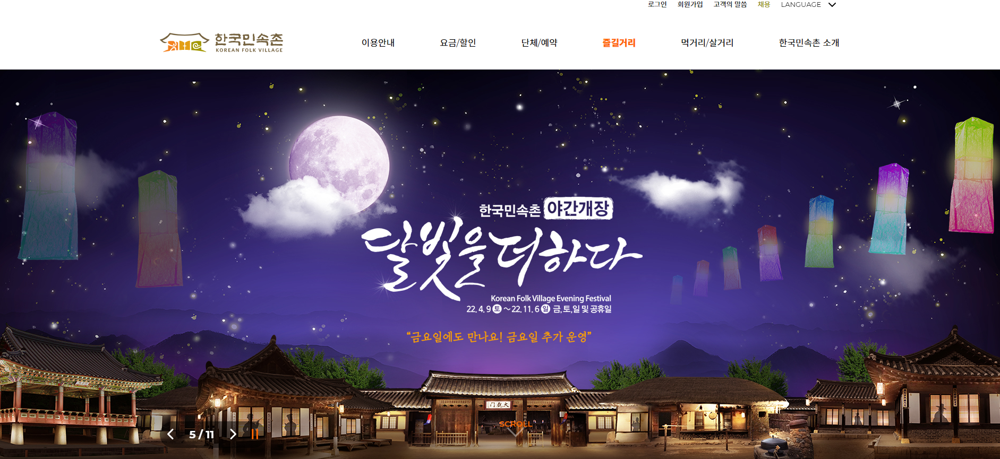 로그인 회원가입 고객의 말씀 채용 LANGUAGE
한국민속촌
KOREAN FOLK VILLAGE
이용안내 요금/할인 단체/예약 즐길거리 먹거리/살거리 한국민속촌 소개
한국민속촌 야간개장
달빛을 더하다
Korean Folk Village Evening Festival
22. 4. 9 토 ~ 22. 11. 6 일 금, 토, 일 및 공휴일
“금요일에도 만나요! 금요일 추가 운영”
門觀大
SCROLL
5 / 11